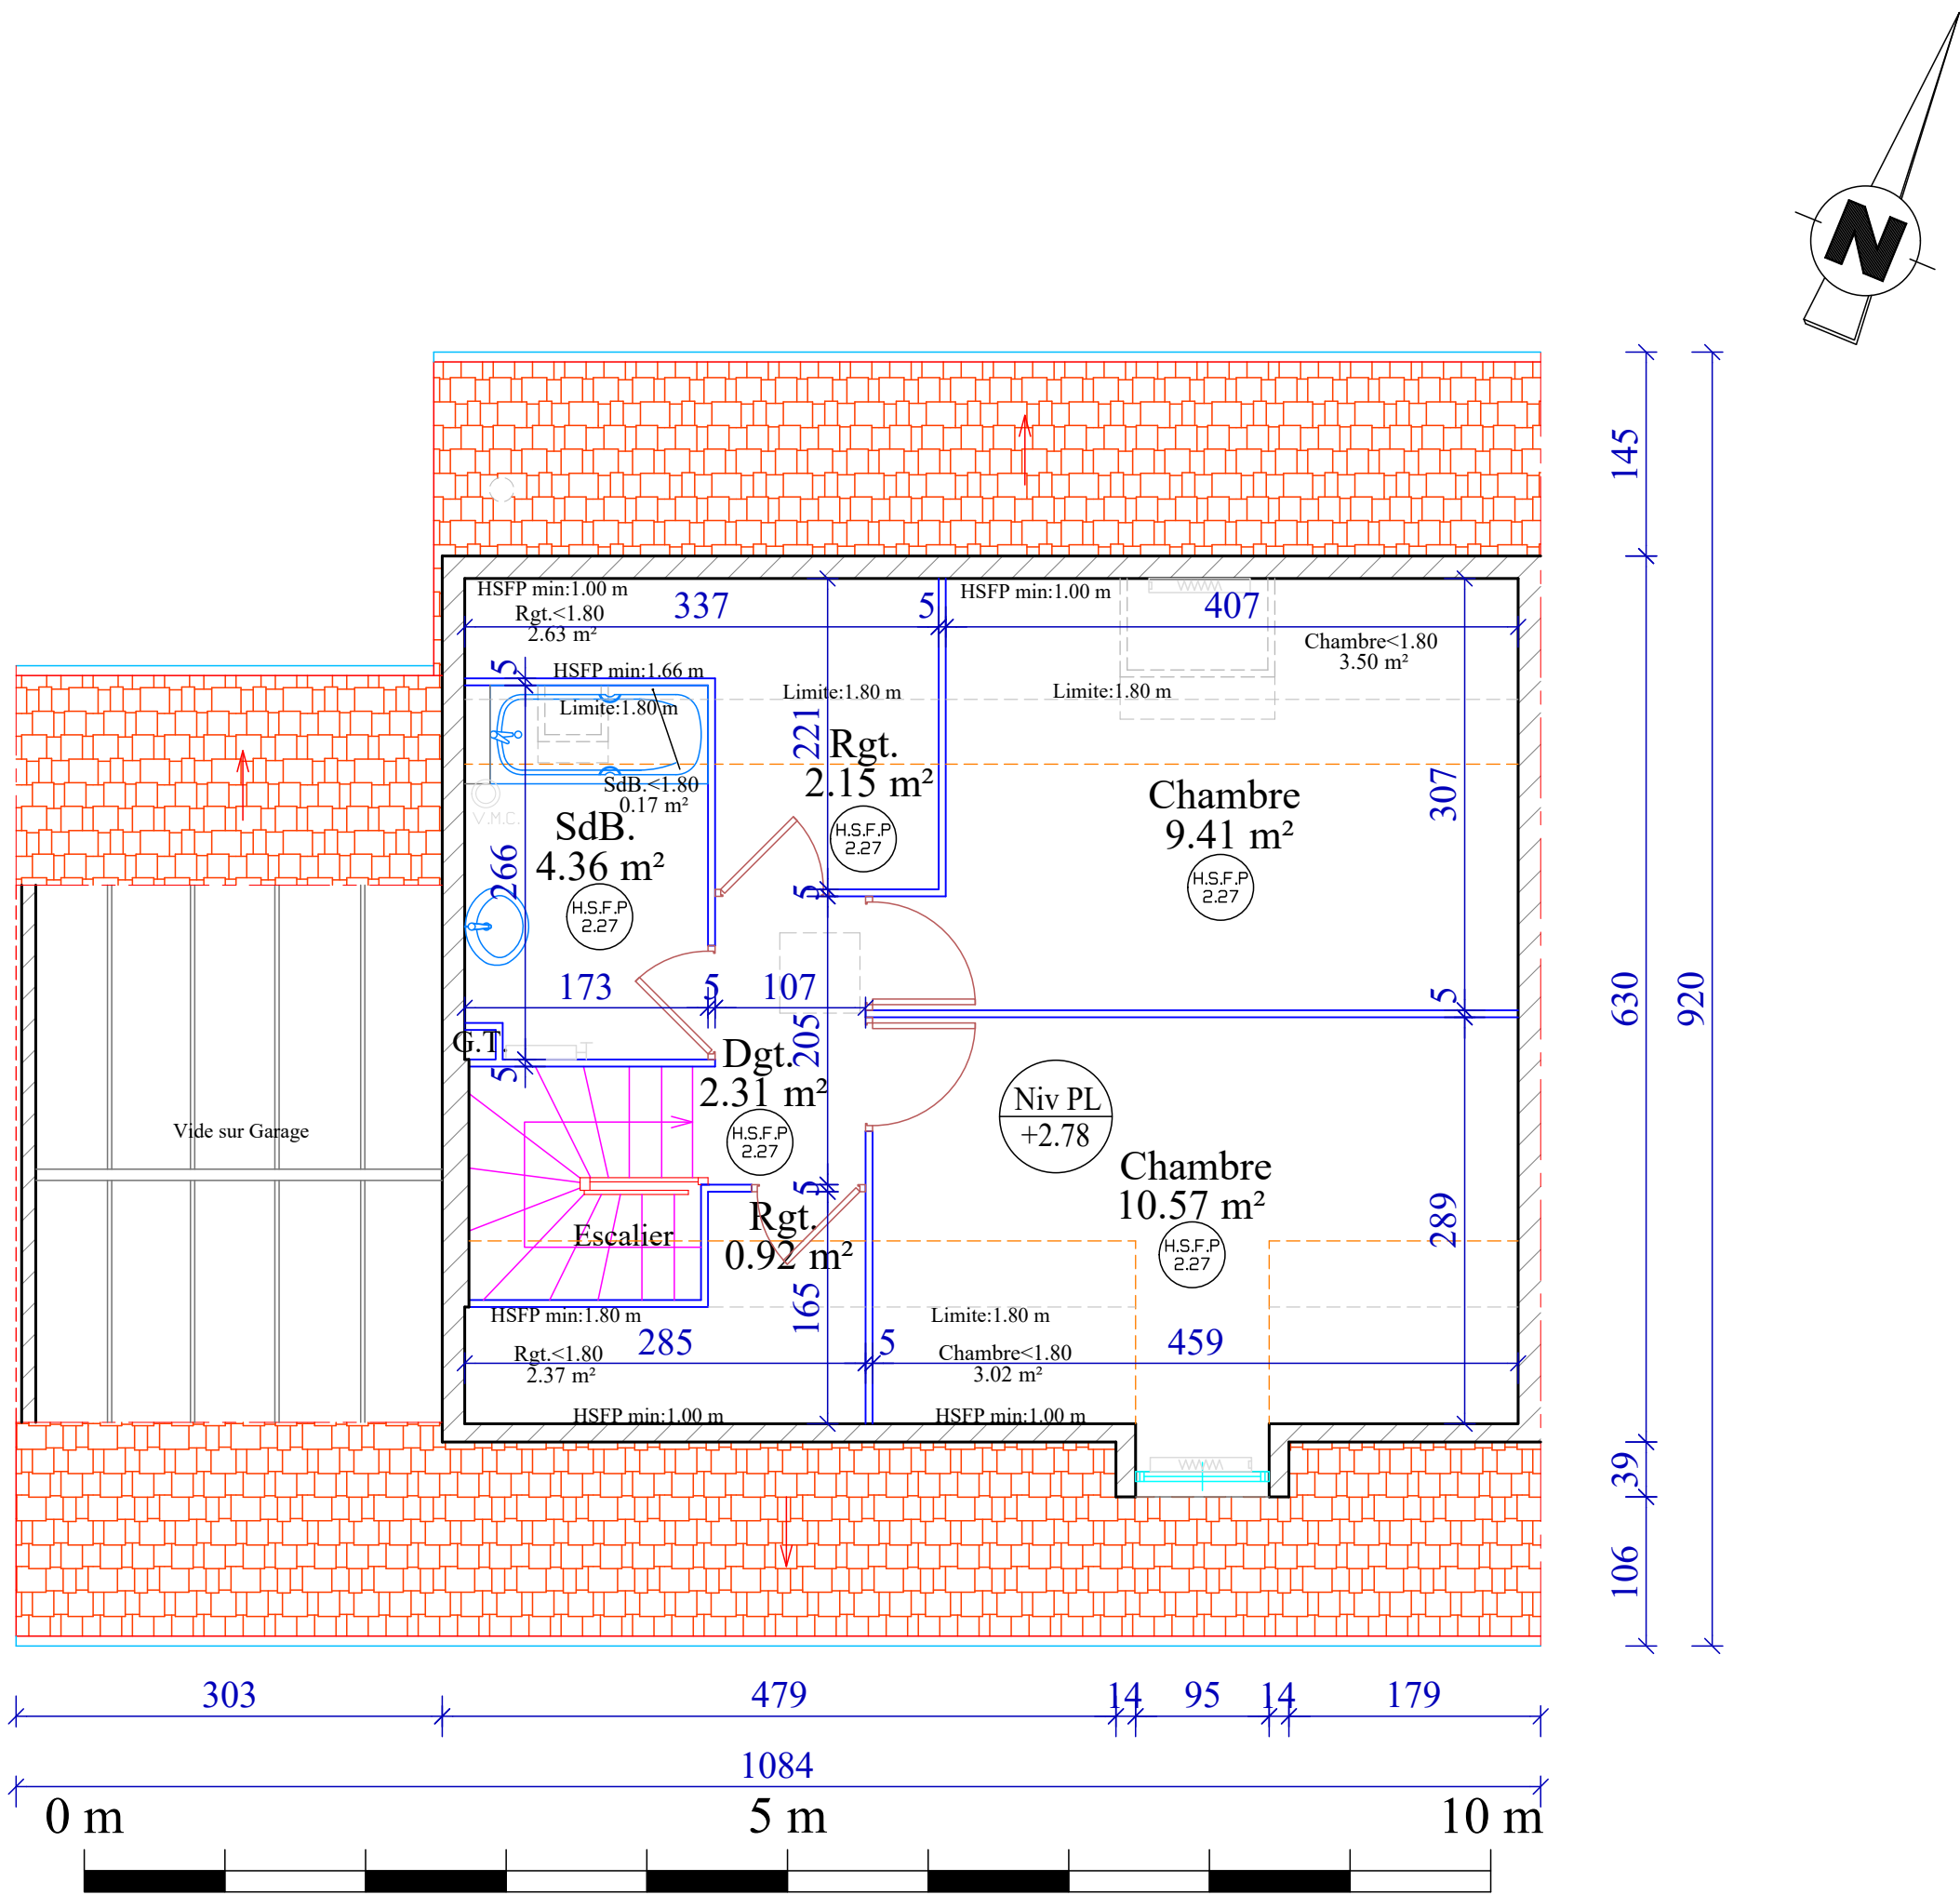 N
145
HSFP min:1.00 m
Rgt.<1.80
2.63 m²
337
5
HSFP min:1.00 m
407
Chambre<1.80
3.50 m²
5
HSFP min:1.66 m
Limite:1.80 m
Limite:1.80 m
Limite:1.80 m
221
Rgt.
2.15 m²
H.S.F.P
2.27
SdB.<1.80
0.17 m²
V.M.C.
SdB.
4.36 m²
H.S.F.P
2.27
266
Chambre
9.41 m²
H.S.F.P
2.27
307
5
173
5
107
5
630
920
G.T.
5
205
Dgt.
2.31 m²
H.S.F.P
2.27
Niv PL
+2.78
Vide sur Garage
Chambre
10.57 m²
H.S.F.P
2.27
289
5
Rgt.
0.92 m²
Escalier
165
HSFP min:1.80 m
Limite:1.80 m
285
5
459
Rgt.<1.80
2.37 m²
Chambre<1.80
3.02 m²
HSFP min:1.00 m
HSFP min:1.00 m
39
106
303
479
14
95
14
179
1084
0 m
5 m
10 m